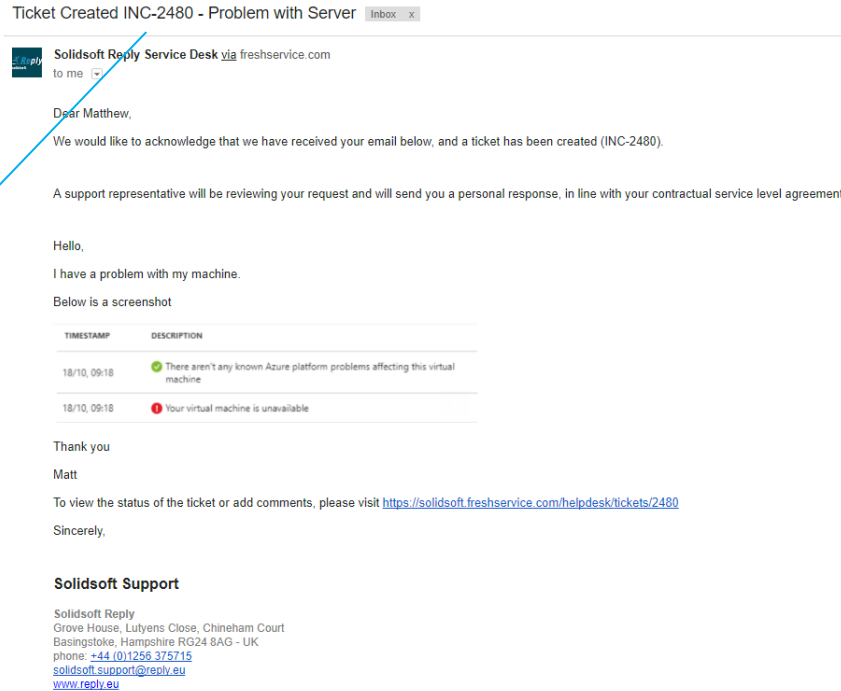 Ticket Created INC-2480 - Problem with Server Inbox x
Reply
Solidsoft Reply Service Desk via freshservice.com
to me
Dear Matthew,
We would like to acknowledge that we have received your email below, and a ticket has been created (INC-2480).
A support representative will be reviewing your request and will send you a personal response, in line with your contractual service level agreement
Hello,
I have a problem with my machine.
Below is a screenshot
TIMESTAMP DESCRIPTION
18/10, 09:18 There aren't any known Azure platform problems affecting this virtual
machine
18/10, 09:18 Your virtual machine is unavailable
Thank you
Matt
To view the status of the ticket or add comments, please visit https://solidsoft.freshservice.com/helpdesk/tickets/2480
Sincerely,
Solidsoft Support
Solidsoft Reply
Grove House, Lutyens Close, Chineham Court
Basingstoke, Hampshire RG24 8AG - UK
phone: +44 (0)1256 375715
solidsoft.support@reply.eu
www.reply.eu